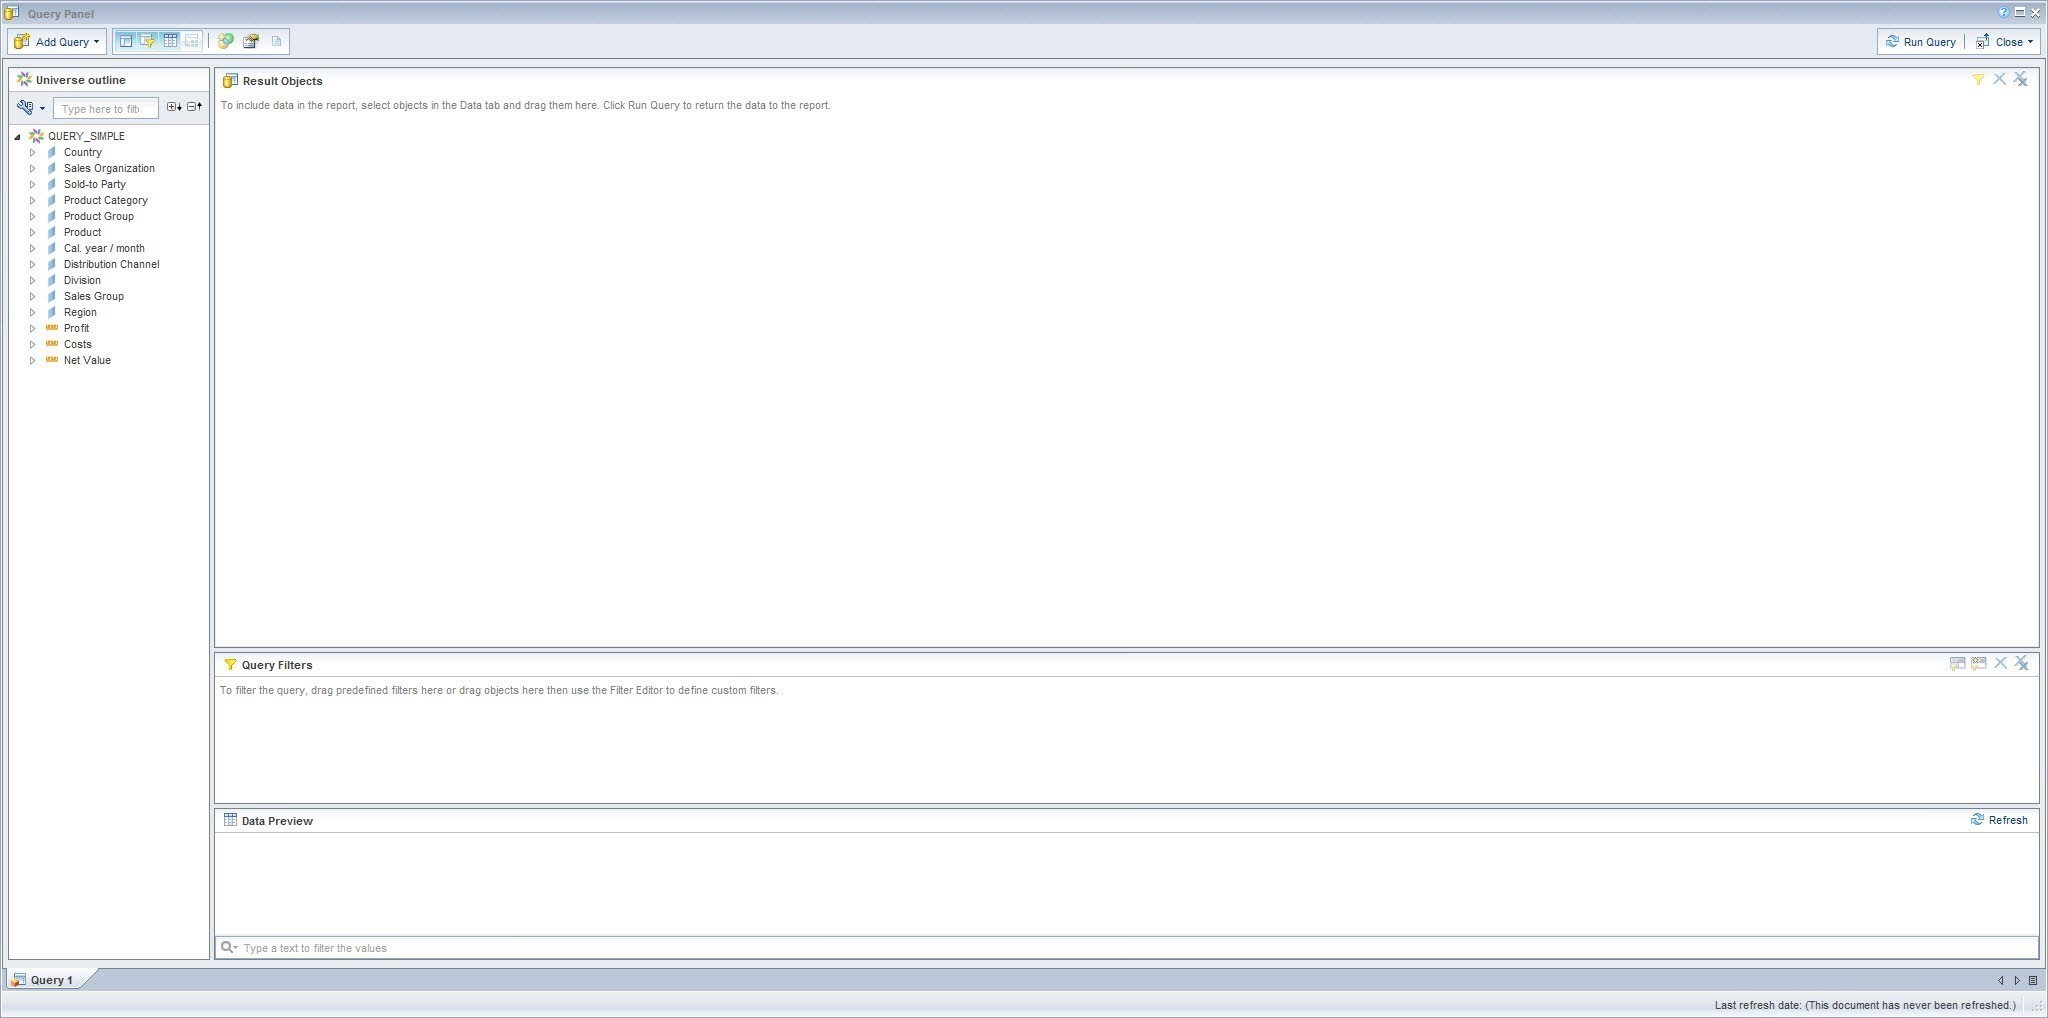 Query Panel
Add Query
Run Query
Close
Universe outline
Type here to filt
QUERY_SIMPLE
Country
Sales Organization
Sold-to Party
Product Category
Product Group
Product
Cal. year / month
Distribution Channel
Division
Sales Group
Region
Profit
Costs
Net Value
Result Objects
To include data in the report, select objects in the Data tab and drag them here. Click Run Query to return the data to the report.
Query Filters
To filter the query, drag predefined filters here or drag objects here then use the Filter Editor to define custom filters.
Data Preview
Refresh
Type a text to filter the values
Query 1
Last refresh date: (This document has never been refreshed.)